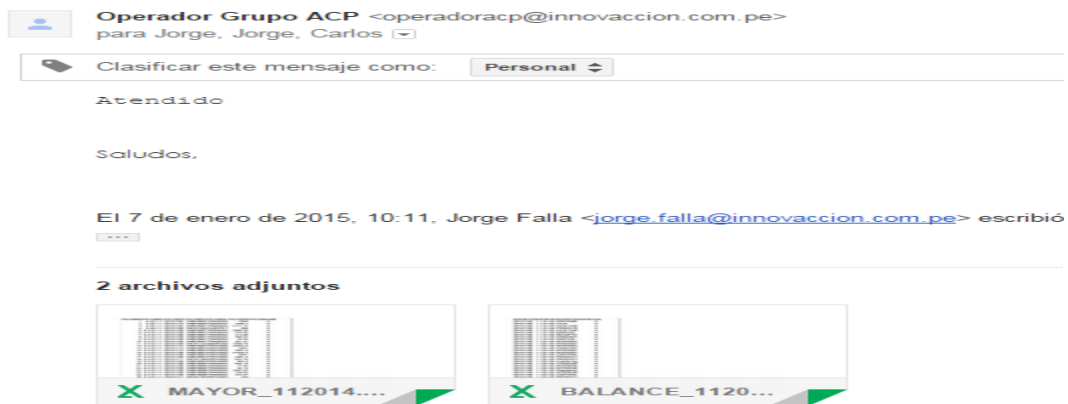 Operador Grupo ACP <operadoracp@innovaccion.com.pe>
para Jorge, Jorge, Carlos
Clasificar este mensaje como: Personal
Atendido
Saludos,
El 7 de enero de 2015, 10:11, Jorge Falla <jorge.falla@innovaccion.com.pe> escribió
2 archivos adjuntos
MAYOR_112014.... BALANCE_1120...